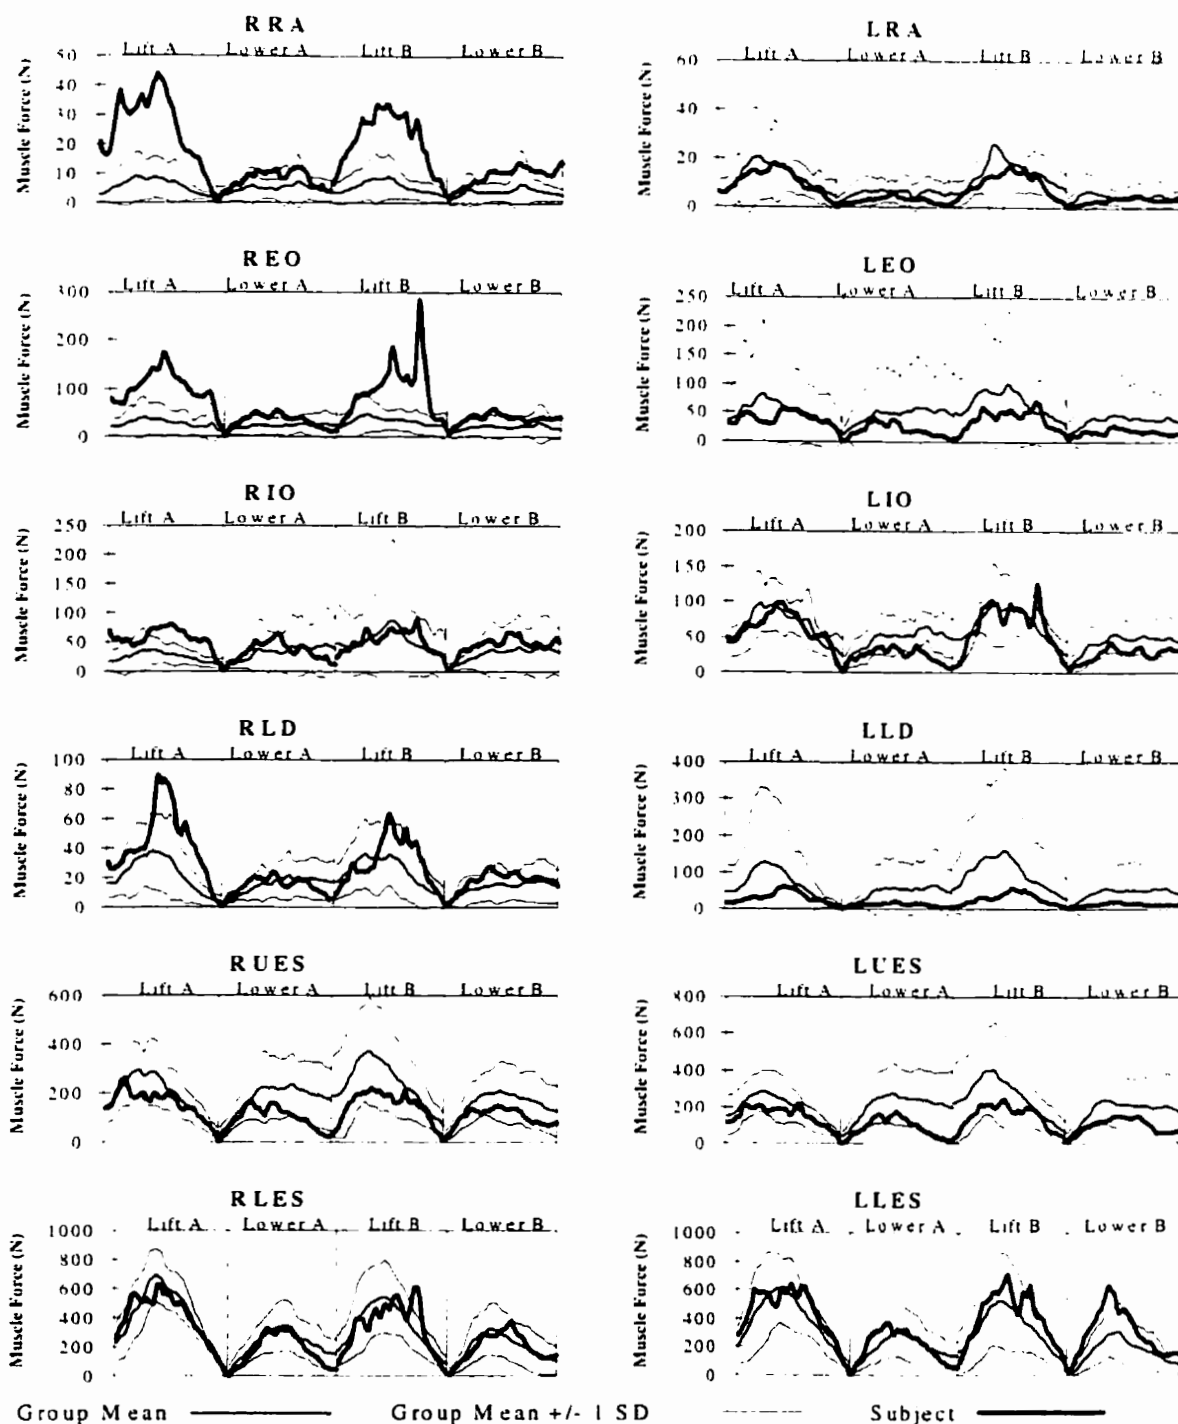 RRA
Lift A Lower A Lift B Lower B
Muscle Force (N)
50
40
30
20
10
0
LRA
Lift A Lower A Lift B Lower B
Muscle Force (N)
60
40
20
0
REO
Lift A Lower A Lift B Lower B
Muscle Force (N)
300
200
100
0
LEO
Lift A Lower A Lift B Lower B
Muscle Force (N)
250
200
150
100
50
0
RIO
Lift A Lower A Lift B Lower B
Muscle Force (N)
250
200
150
100
50
0
LIO
Lift A Lower A Lift B Lower B
Muscle Force (N)
200
150
100
50
0
RLD
Lift A Lower A Lift B Lower B
Muscle Force (N)
100
80
60
40
20
0
LLD
Lift A Lower A Lift B Lower B
Muscle Force (N)
400
300
200
100
0
RUES
Lift A Lower A Lift B Lower B
Muscle Force (N)
600
400
200
0
LUES
Lift A Lower A Lift B Lower B
Muscle Force (N)
800
600
400
200
0
RLES
Lift A Lower A Lift B Lower B
Muscle Force (N)
1000
800
600
400
200
0
LLES
Lift A Lower A Lift B Lower B
Muscle Force (N)
1000
800
600
400
200
0
Group Mean Group Mean +/- 1 SD Subject